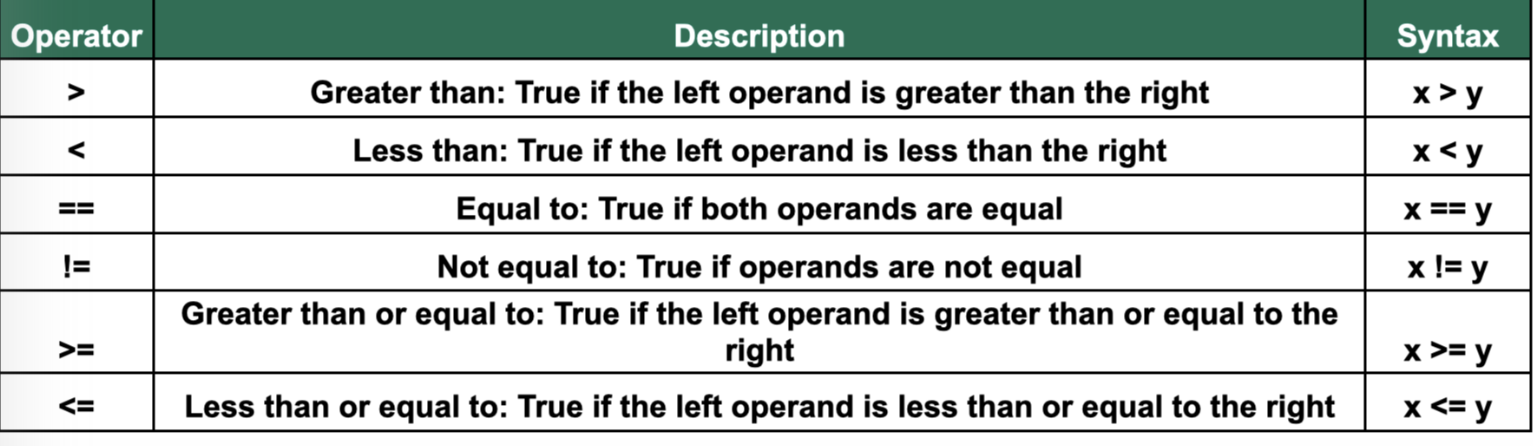 Operator Description Syntax
> Greater than: True if the left operand is greater than the right x > y
< Less than: True if the left operand is less than the right x < y
== Equal to: True if both operands are equal x == y
!= Not equal to: True if operands are not equal x != y
Greater than or equal to: True if the left operand is greater than or equal to the
>= right x >= y
<= Less than or equal to: True if the left operand is less than or equal to the right x <= y